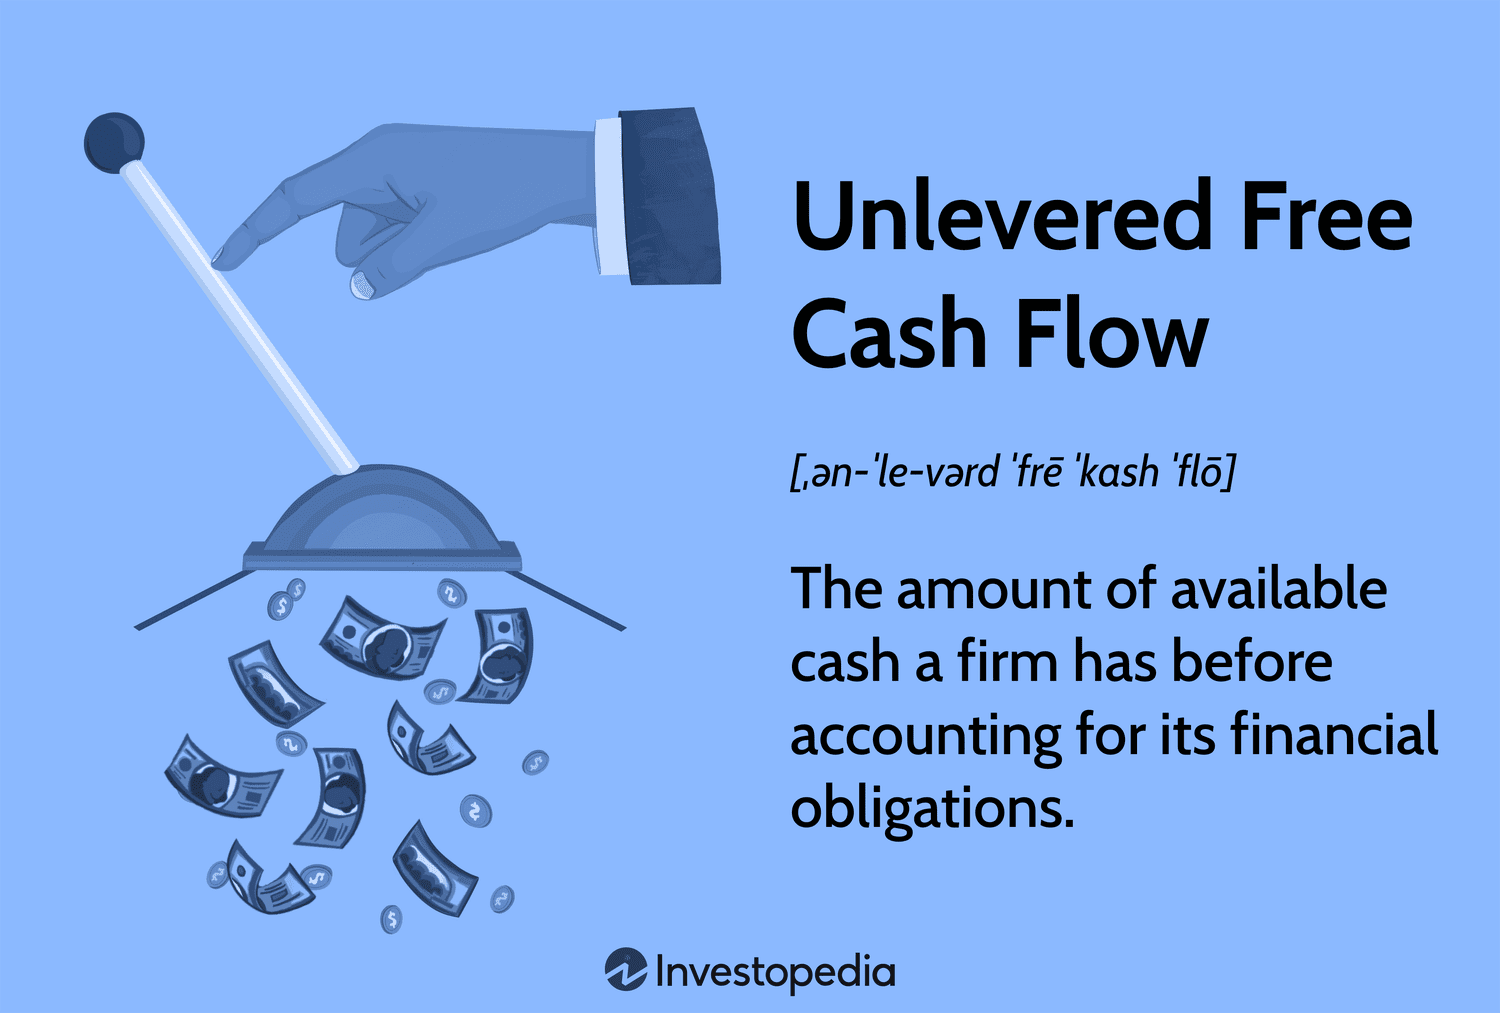 Unlevered Free
Cash Flow
[ˌən-ˈle-vərd ˈfrē ˈkash ˈflō]
The amount of available
cash a firm has before
accounting for its financial
obligations.
Investopedia